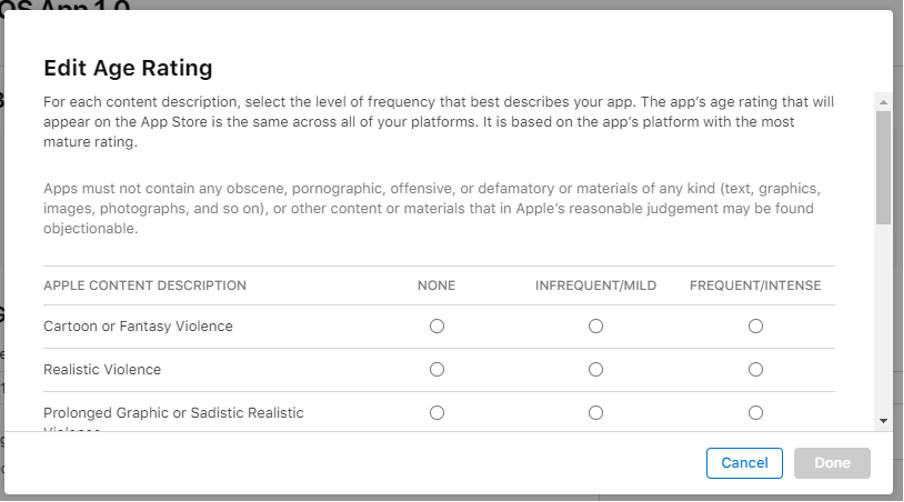 OS App 1.0
Edit Age Rating
For each content description, select the level of frequency that best describes your app. The app's age rating that will
appear on the App Store is the same across all of your platforms. It is based on the app's platform with the most
mature rating.
Apps must not contain any obscene, pornographic, offensive, or defamatory or materials of any kind (text, graphics,
images, photographs, and so on), or other content or materials that in Apple's reasonable judgement may be found
objectionable.
APPLE CONTENT DESCRIPTION NONE INFREQUENT/MILD FREQUENT/INTENSE
Cartoon or Fantasy Violence
Realistic Violence
Prolonged Graphic or Sadistic Realistic
Violence
Cancel Done